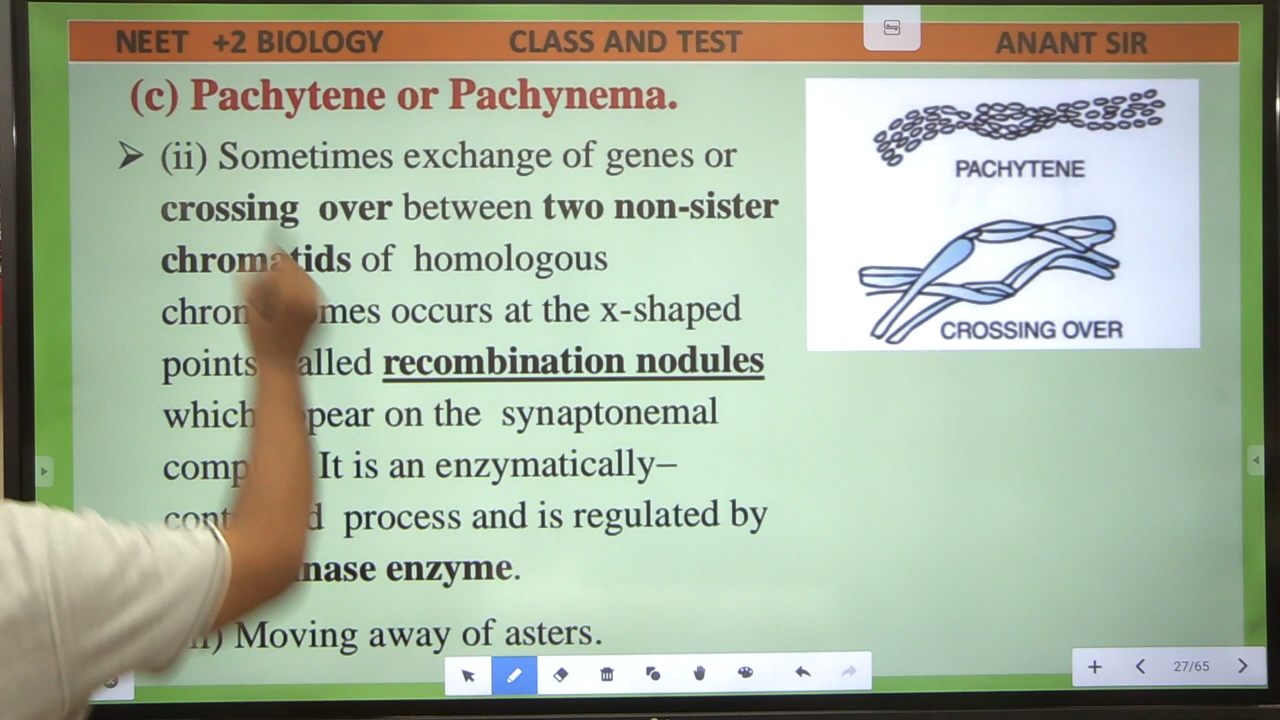 NEET +2 BIOLOGY CLASS AND TEST ANANT SIR
(c) Pachytene or Pachynema.
(ii) Sometimes exchange of genes or
crossing over between two non-sister
chromatids of homologous
mes occurs at the x-shaped
points recombination nodules
which on the synaptonemal
It is an enzymatically–
process and is regulated by
enzyme.
Moving away of asters.
PACHYTENE
CROSSING OVER
27/65